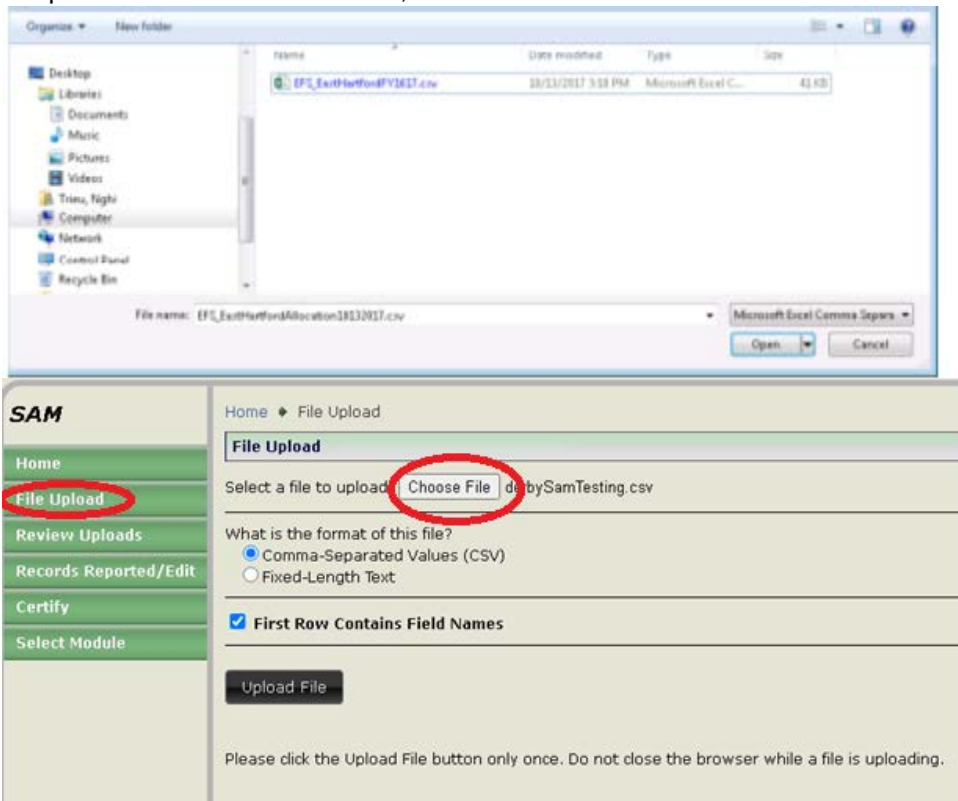 Organize New folder
Name Date modified Type Size
Desktop
Libraries
Documents
Music
Pictures
Videos
Trieu, Nghi
Computer
Network
Control Panel
Recycle Bin
EFS_EastHartfordFY1617.csv 10/13/2017 3:18 PM Microsoft Excel C... 41 KB
File name: EFS_EastHartfordAllocation18132017.csv Microsoft Excel Comma Separa
Open Cancel
SAM
Home
File Upload
Review Uploads
Records Reported/Edit
Certify
Select Module
Home File Upload
File Upload
Select a file to upload Choose File derbySamTesting.csv
What is the format of this file?
Comma-Separated Values (CSV)
Fixed-Length Text
First Row Contains Field Names
Upload File
Please click the Upload File button only once. Do not close the browser while a file is uploading.